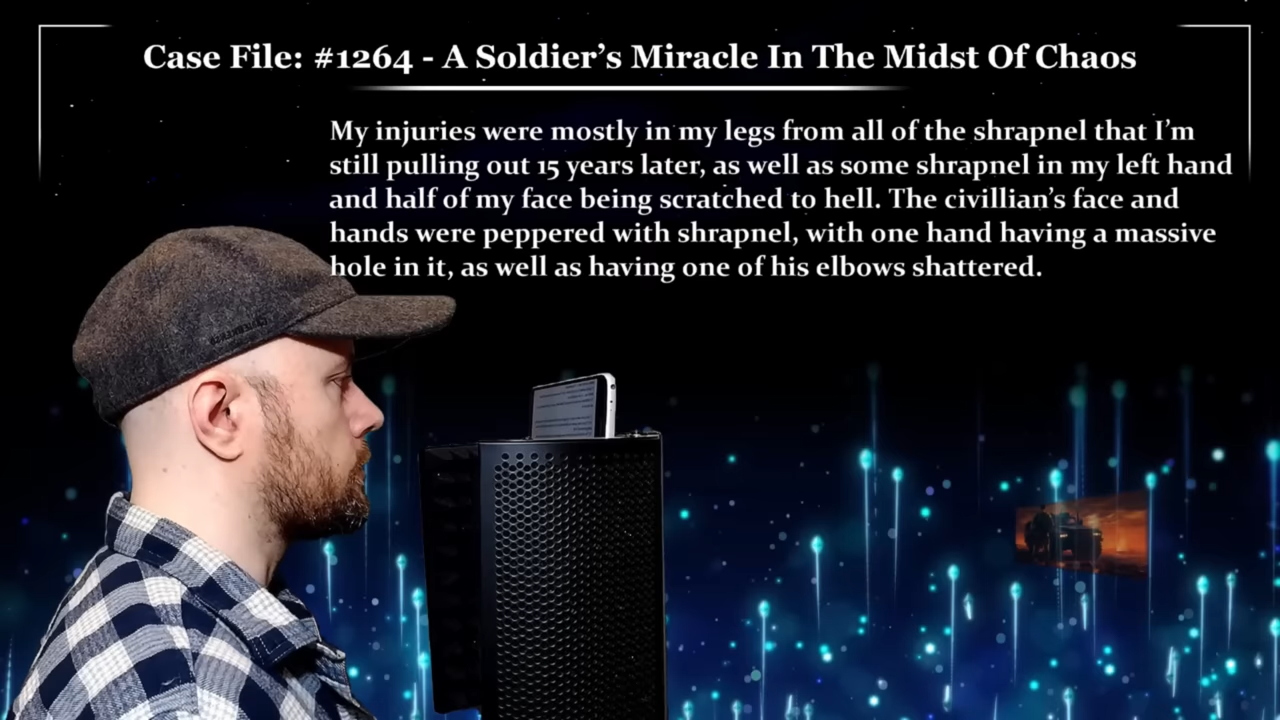 Case File: #1264 - A Soldier’s Miracle In The Midst Of Chaos
My injuries were mostly in my legs from all of the shrapnel that I’m
still pulling out 15 years later, as well as some shrapnel in my left hand
and half of my face being scratched to hell. The civillian’s face and
hands were peppered with shrapnel, with one hand having a massive
hole in it, as well as having one of his elbows shattered.